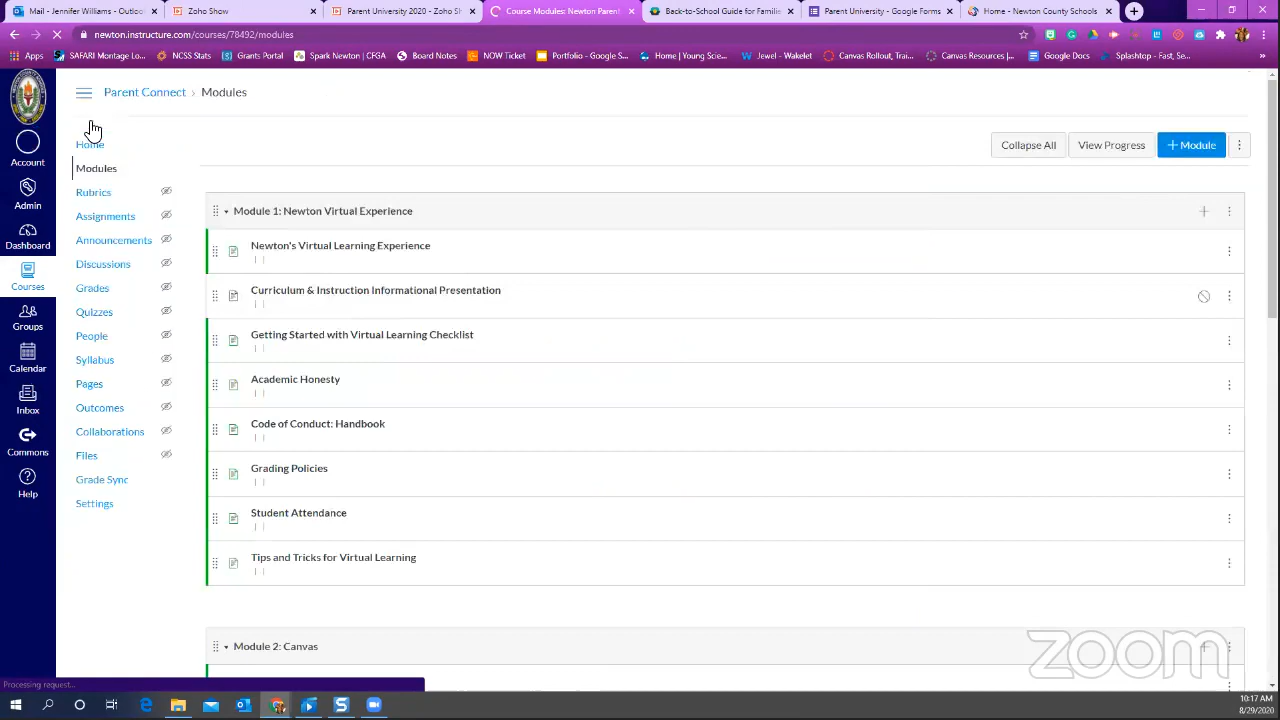 Mail - Jennifer Williams - Outlook
Zoho Show
Parent University 2020 - Zoho S
Course Modules: Newton Parent
Back-to-School Guide for Familie
Parent University - Google Forms
Home - Newton County Schools
newton.instructure.com/courses/78492/modules
Apps
SAFARI Montage Lo...
NCSS Stats
Grants Portal
Spark Newton | CFGA
Board Notes
NOW Ticket
Portfolio - Google S...
Home | Young Scie...
Jewel - Wakelet
Canvas Rollout, Trai...
Canvas Resources |...
Google Docs
Splashtop - Fast, Se...
Parent Connect › Modules
Account
Admin
Dashboard
Courses
Groups
Calendar
Inbox
Commons
Help
Home
Modules
Rubrics
Assignments
Announcements
Discussions
Grades
Quizzes
People
Syllabus
Pages
Outcomes
Collaborations
Files
Grade Sync
Settings
Collapse All
View Progress
+ Module
Module 1: Newton Virtual Experience
Newton's Virtual Learning Experience
Curriculum & Instruction Informational Presentation
Getting Started with Virtual Learning Checklist
Academic Honesty
Code of Conduct: Handbook
Grading Policies
Student Attendance
Tips and Tricks for Virtual Learning
Module 2: Canvas
zoom
Processing request...
10:17 AM
8/29/2020